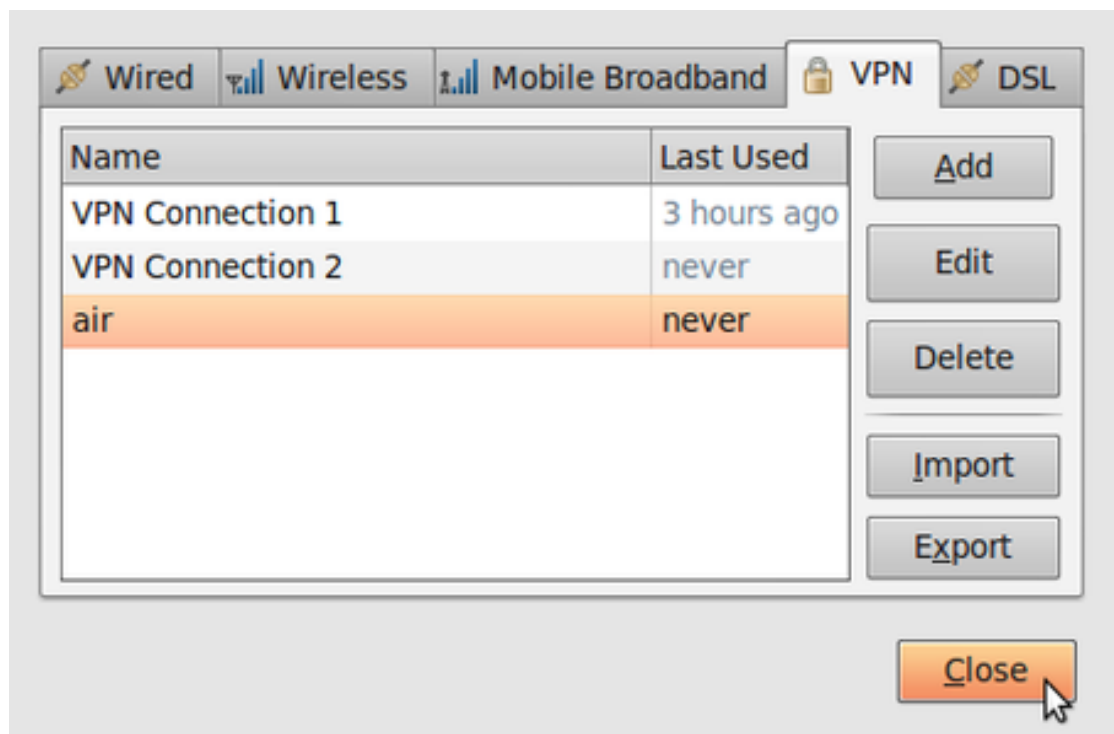 Wired Wireless Mobile Broadband VPN DSL
Name Last Used
Add
VPN Connection 1 3 hours ago
VPN Connection 2 never
Edit
air never
Delete
Import
Export
Close